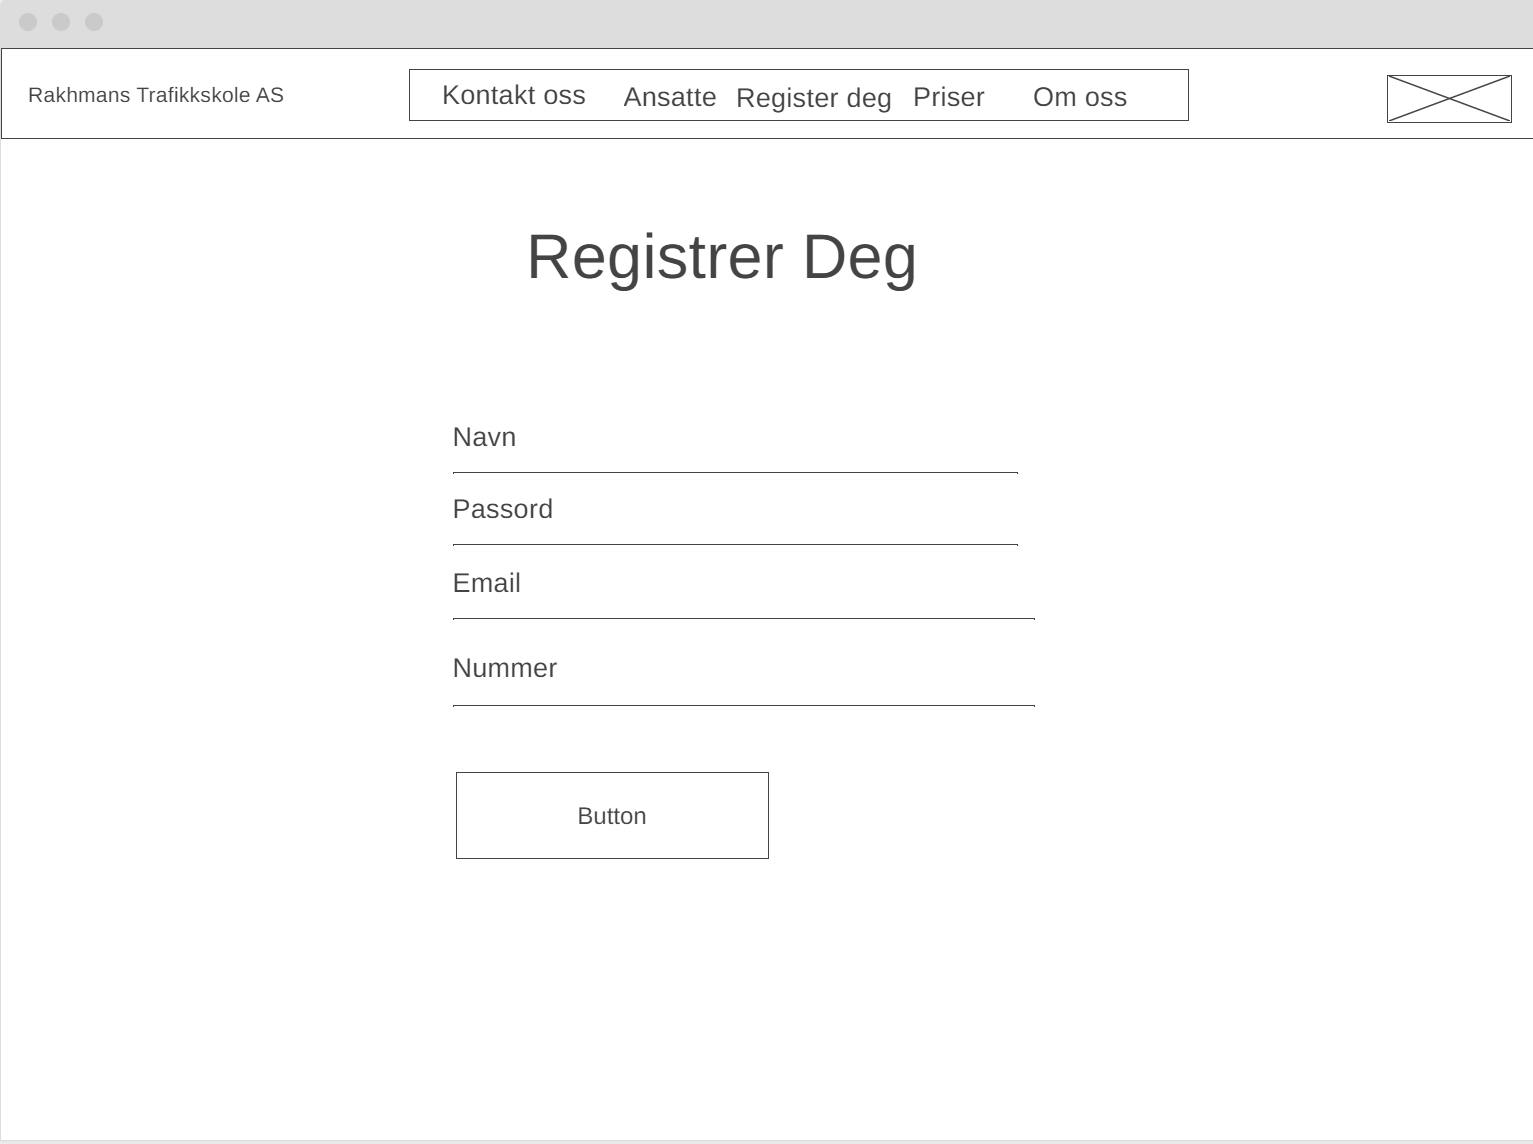 Rakhmans Trafikkskole AS
Kontakt oss Ansatte Register deg Priser Om oss
Registrer Deg
Navn
Passord
Email
Nummer
Button